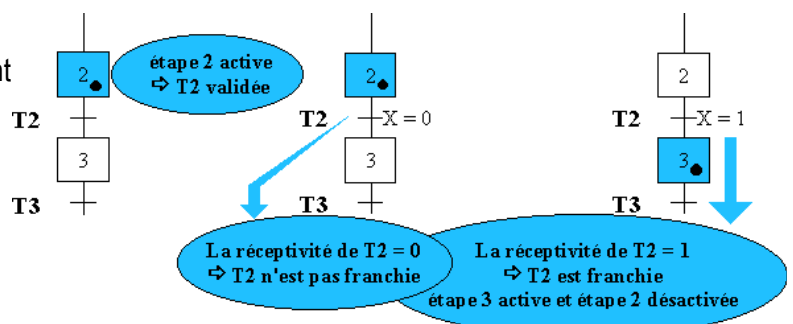 nt
2
étape 2 active
⇨ T2 validée
T2
3
T3
2
T2
X = 0
3
T3
La réceptivité de T2 = 0
⇨ T2 n'est pas franchie
2
T2
X = 1
3
T3
La réceptivité de T2 = 1
⇨ T2 est franchie
étape 3 active et étape 2 désactivée